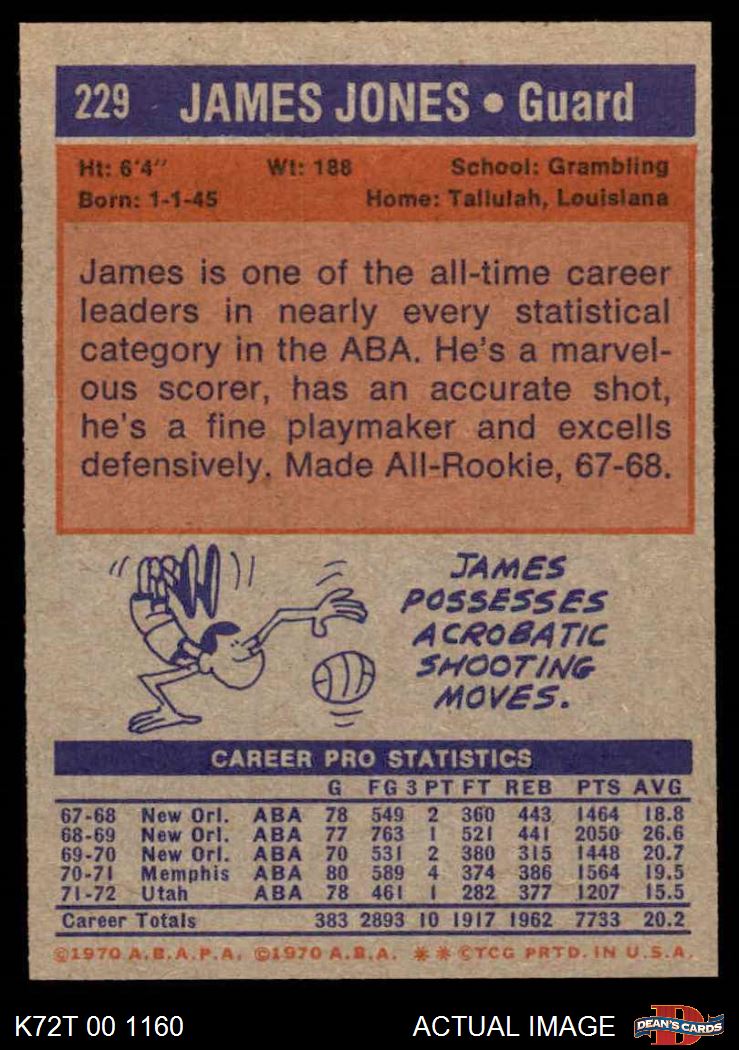 229 JAMES JONES • Guard
Ht: 6'4" Wt: 188 School: Grambling
Born: 1-1-45 Home: Tallulah, Louisiana
James is one of the all-time career
leaders in nearly every statistical
category in the ABA. He's a marvel-
ous scorer, has an accurate shot,
he's a fine playmaker and excells
defensively. Made All-Rookie, 67-68.
JAMES
POSSESSES
ACROBATIC
SHOOTING
MOVES.
CAREER PRO STATISTICS
G FG 3 PT FT REB PTS AVG
67-68 New Orl. ABA 78 549 2 360 443 1464 18.8
68-69 New Orl. ABA 77 763 1 521 441 2050 26.6
69-70 New Orl. ABA 70 531 2 380 315 1448 20.7
70-71 Memphis ABA 80 589 4 374 386 1564 19.5
71-72 Utah ABA 78 461 1 282 377 1207 15.5
Career Totals 383 2893 10 1917 1962 7733 20.2
©1970 A.B.A.P.A. ©1970 A.B.A. ** ©TCG PRTD. IN U.S.A.
K72T 00 1160 ACTUAL IMAGE D DEAN'S CARDS